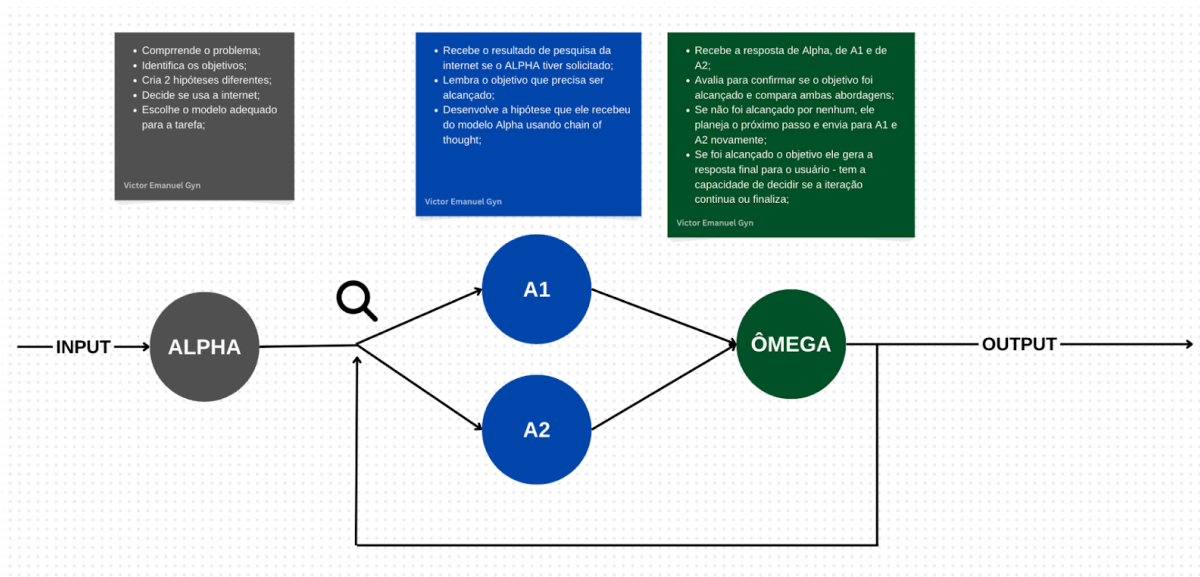 • Comprrende o problema;
• Identifica os objetivos;
• Cria 2 hipóteses diferentes;
• Decide se usa a internet;
• Escolhe o modelo adequado
para a tarefa;
Victor Emanuel Gyn
• Recebe o resultado de pesquisa da
internet se o ALPHA tiver solicitado;
• Lembra o objetivo que precisa ser
alcançado;
• Desenvolve a hipótese que ele recebeu
do modelo Alpha usando chain of
thought;
Victor Emanuel Gyn
• Recebe a resposta de Alpha, de A1 e de
A2;
• Avalia para confirmar se o objetivo foi
alcançado e compara ambas abordagens;
• Se não foi alcançado por nenhum, ele
planeja o próximo passo e envia para A1 e
A2 novamente;
• Se foi alcançado o objetivo ele gera a
resposta final para o usuário - tem a
capacidade de decidir se a iteração
continua ou finaliza;
Victor Emanuel Gyn
INPUT
ALPHA
A1
A2
ÔMEGA
OUTPUT